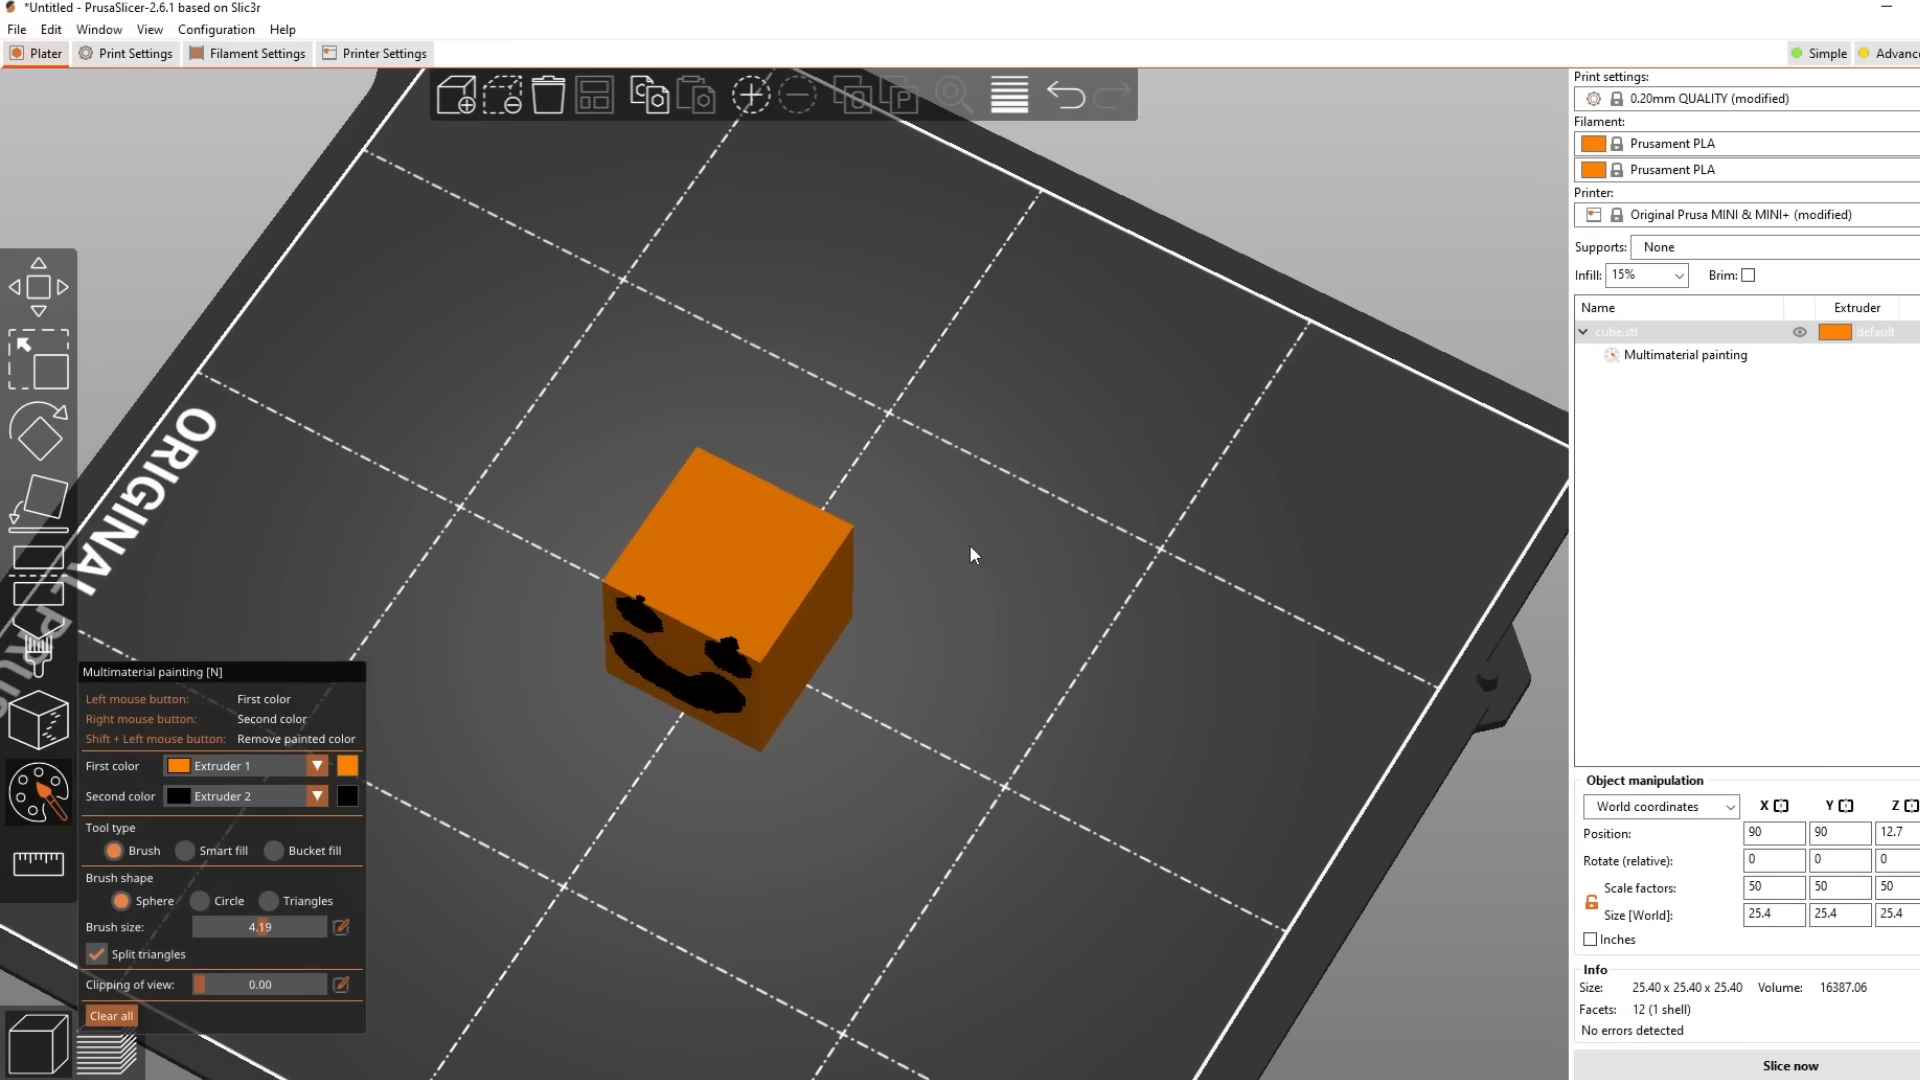 *Untitled - PrusaSlicer-2.6.1 based on Slic3r
File Edit Window View Configuration Help
Plater Print Settings Filament Settings Printer Settings Simple
Print settings:
0.20mm QUALITY (modified)
Filament:
Prusament PLA
Prusament PLA
Printer:
Original Prusa MINI & MINI+ (modified)
Supports: None
Infill: 15% Brim:
Name Extruder
cube.stl default
Multimaterial painting
ORIGINAL
Multimaterial painting [N]
Left mouse button: First color
Right mouse button: Second color
Shift + Left mouse button: Remove painted color
First color Extruder 1
Second color Extruder 2
Tool type
Brush Smart fill Bucket fill
Brush shape
Sphere Circle Triangles
Brush size: 4.19
Split triangles
Clipping of view: 0.00
Clear all
Object manipulation
World coordinates X Y Z
Position: 90 90 12.7
Rotate (relative): 0 0 0
Scale factors: 50 50 50
Size [World]: 25.4 25.4 25.4
Inches
Info
Size: 25.40 x 25.40 x 25.40 Volume: 16387.06
Facets: 12 (1 shell)
No errors detected
Slice now